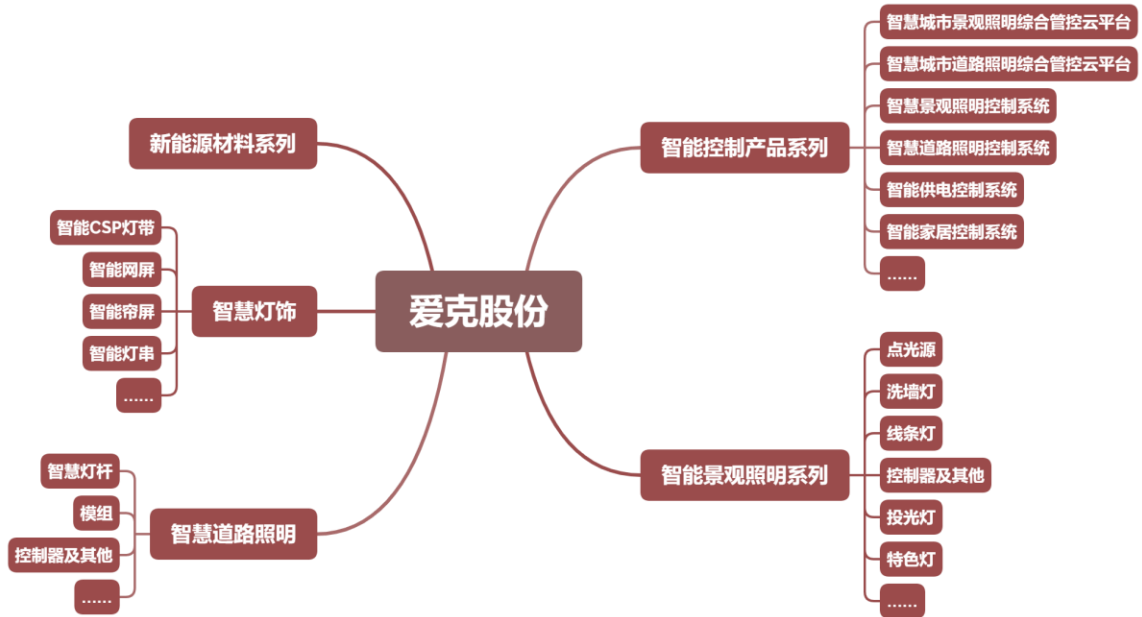 爱克股份
智能控制产品系列
智慧城市景观照明综合管控云平台
智慧城市道路照明综合管控云平台
智慧景观照明控制系统
智慧道路照明控制系统
智能供电控制系统
智能家居控制系统
……
智能景观照明系列
点光源
洗墙灯
线条灯
控制器及其他
投光灯
特色灯
……
新能源材料系列
智慧灯饰
智能CSP灯带
智能网屏
智能帘屏
智能灯串
……
智慧道路照明
智慧灯杆
模组
控制器及其他
……